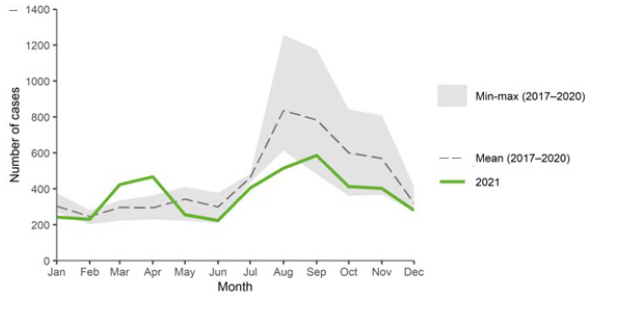 1400
1200
1000
800
600
400
200
0
Number of cases
Jan Feb Mar Apr May Jun Jul Aug Sep Oct Nov Dec
Month
Min-max (2017–2020)
Mean (2017–2020)
2021